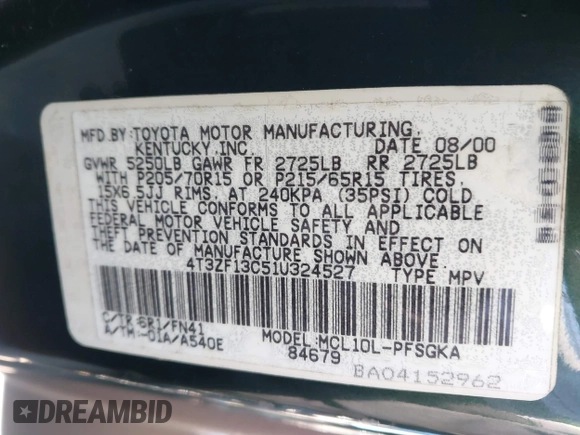 MFD.BY:TOYOTA MOTOR MANUFACTURING,
KENTUCKY,INC. DATE 08/00
GVWR 5250LB GAWR FR 2725LB RR 2725LB
WITH P205/70R15 OR P215/65R15 TIRES,
15X6.5JJ RIMS, AT 240KPA (35PSI) COLD
THIS VEHICLE CONFORMS TO ALL APPLICABLE
FEDERAL MOTOR VEHICLE SAFETY AND
THEFT PREVENTION STANDARDS IN EFFECT ON
THE DATE OF MANUFACTURE SHOWN ABOVE.
4T3ZF13C51U324527 TYPE MPV
C/TR:6R1/FN41 MODEL:MCL10L-PFSGKA
A/TM:-01A/A540E 84679
BA04152962
DREAMBID